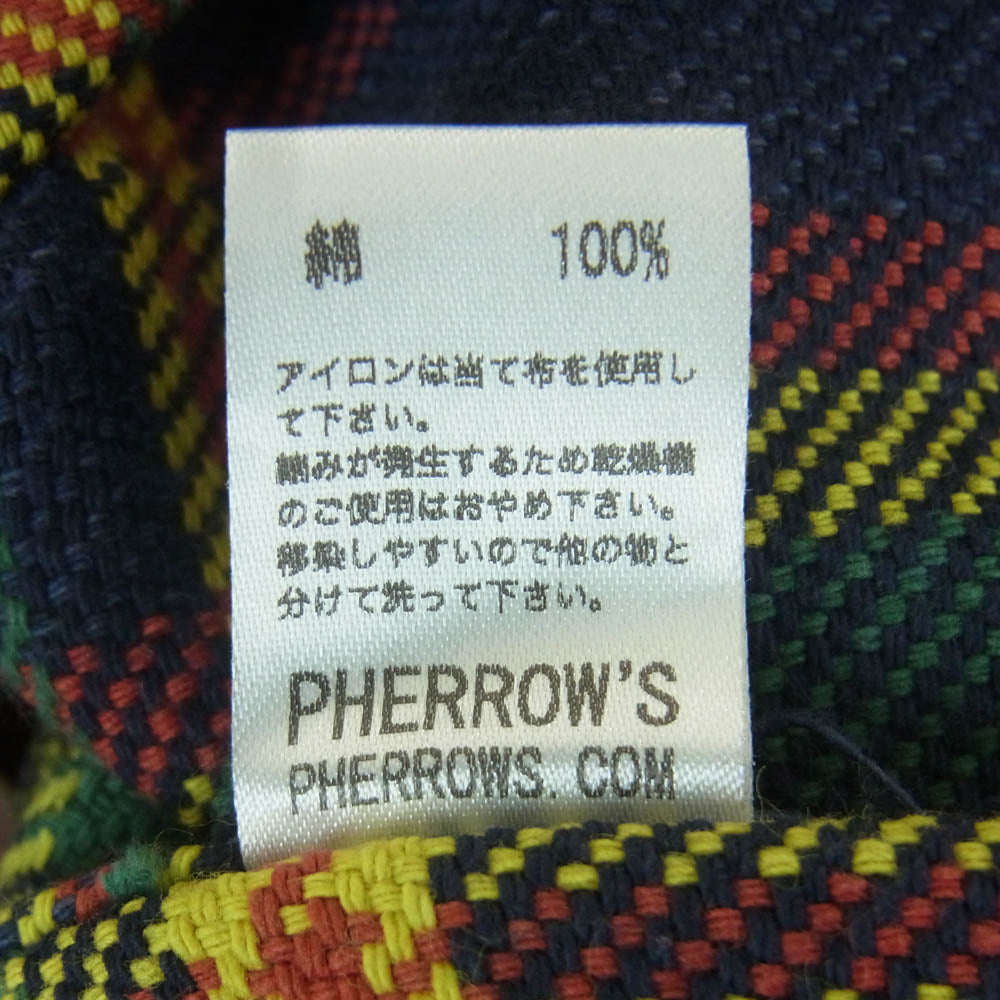 綿 100%
アイロンは当て布を使用し
て下さい。
縮みが発生するため乾燥機
のご使用はおやめ下さい。
移染しやすいので他の物と
分けて洗って下さい。
PHERROW'S
PHERROWS.COM